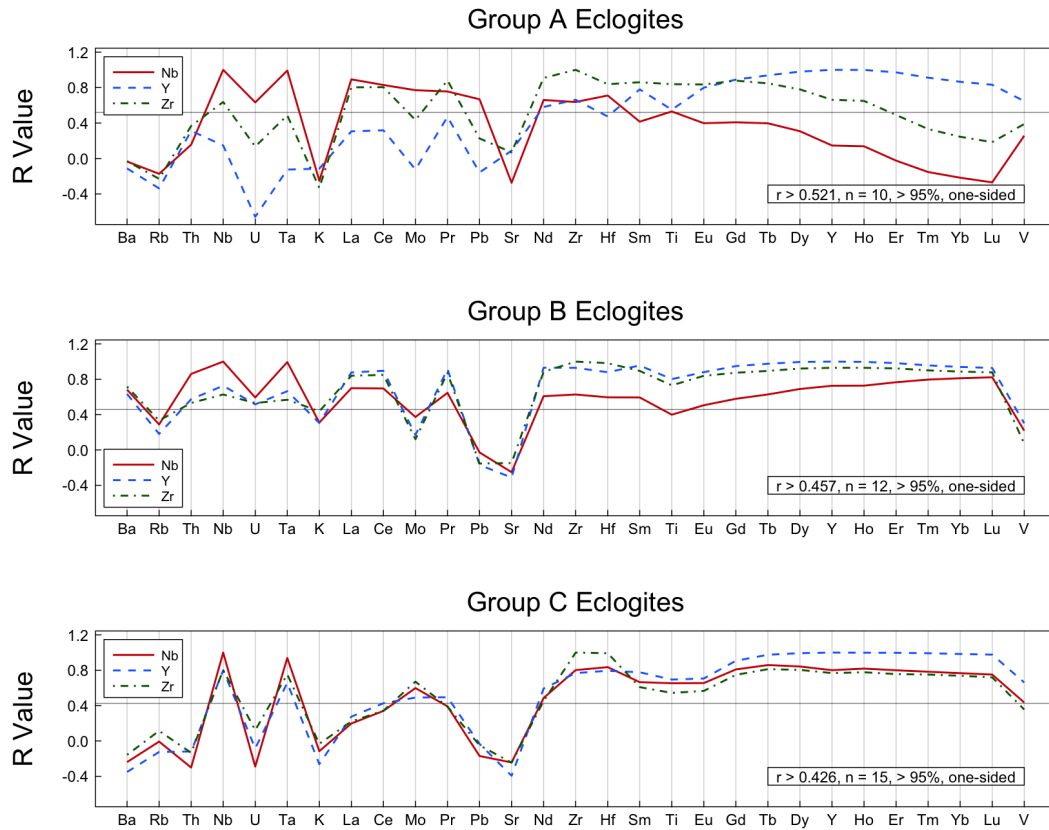 Group A Eclogites
R Value
1.2
0.8
0.4
0.0
-0.4
Nb
Y
Zr
r > 0.521, n = 10, > 95%, one-sided
Ba Rb Th Nb U Ta K La Ce Mo Pr Pb Sr Nd Zr Hf Sm Ti Eu Gd Tb Dy Y Ho Er Tm Yb Lu V
Group B Eclogites
R Value
1.2
0.8
0.4
0.0
-0.4
Nb
Y
Zr
r > 0.457, n = 12, > 95%, one-sided
Ba Rb Th Nb U Ta K La Ce Mo Pr Pb Sr Nd Zr Hf Sm Ti Eu Gd Tb Dy Y Ho Er Tm Yb Lu V
Group C Eclogites
R Value
1.2
0.8
0.4
0.0
-0.4
Nb
Y
Zr
r > 0.426, n = 15, > 95%, one-sided
Ba Rb Th Nb U Ta K La Ce Mo Pr Pb Sr Nd Zr Hf Sm Ti Eu Gd Tb Dy Y Ho Er Tm Yb Lu V